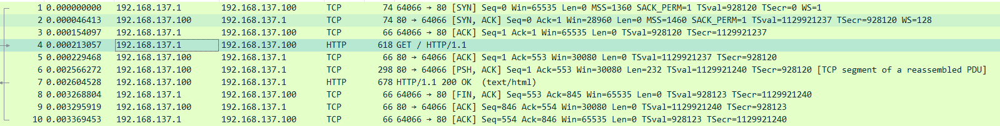 1 0.000000000 192.168.137.1 192.168.137.100 TCP 74 64066 → 80 [SYN] Seq=0 Win=65535 Len=0 MSS=1360 SACK_PERM=1 TSval=928120 TSecr=0 WS=1
2 0.000046413 192.168.137.100 192.168.137.1 TCP 74 80 → 64066 [SYN, ACK] Seq=0 Ack=1 Win=28960 Len=0 MSS=1460 SACK_PERM=1 TSval=1129921237 TSecr=928120 WS=128
3 0.000154097 192.168.137.1 192.168.137.100 TCP 66 64066 → 80 [ACK] Seq=1 Ack=1 Win=65535 Len=0 TSval=928120 TSecr=1129921237
4 0.000213057 192.168.137.1 192.168.137.100 HTTP 618 GET / HTTP/1.1
5 0.000229468 192.168.137.100 192.168.137.1 TCP 66 80 → 64066 [ACK] Seq=1 Ack=553 Win=30080 Len=0 TSval=1129921237 TSecr=928120
6 0.002566272 192.168.137.100 192.168.137.1 TCP 298 80 → 64066 [PSH, ACK] Seq=1 Ack=553 Win=30080 Len=232 TSval=1129921240 TSecr=928120 [TCP segment of a reassembled PDU]
7 0.002604528 192.168.137.100 192.168.137.1 HTTP 678 HTTP/1.1 200 OK (text/html)
8 0.003268804 192.168.137.1 192.168.137.100 TCP 66 64066 → 80 [FIN, ACK] Seq=553 Ack=845 Win=65535 Len=0 TSval=928123 TSecr=1129921240
9 0.003295919 192.168.137.100 192.168.137.1 TCP 66 80 → 64066 [ACK] Seq=846 Ack=554 Win=30080 Len=0 TSval=1129921240 TSecr=928123
10 0.003369453 192.168.137.1 192.168.137.100 TCP 66 64066 → 80 [ACK] Seq=554 Ack=846 Win=65535 Len=0 TSval=928123 TSecr=1129921240